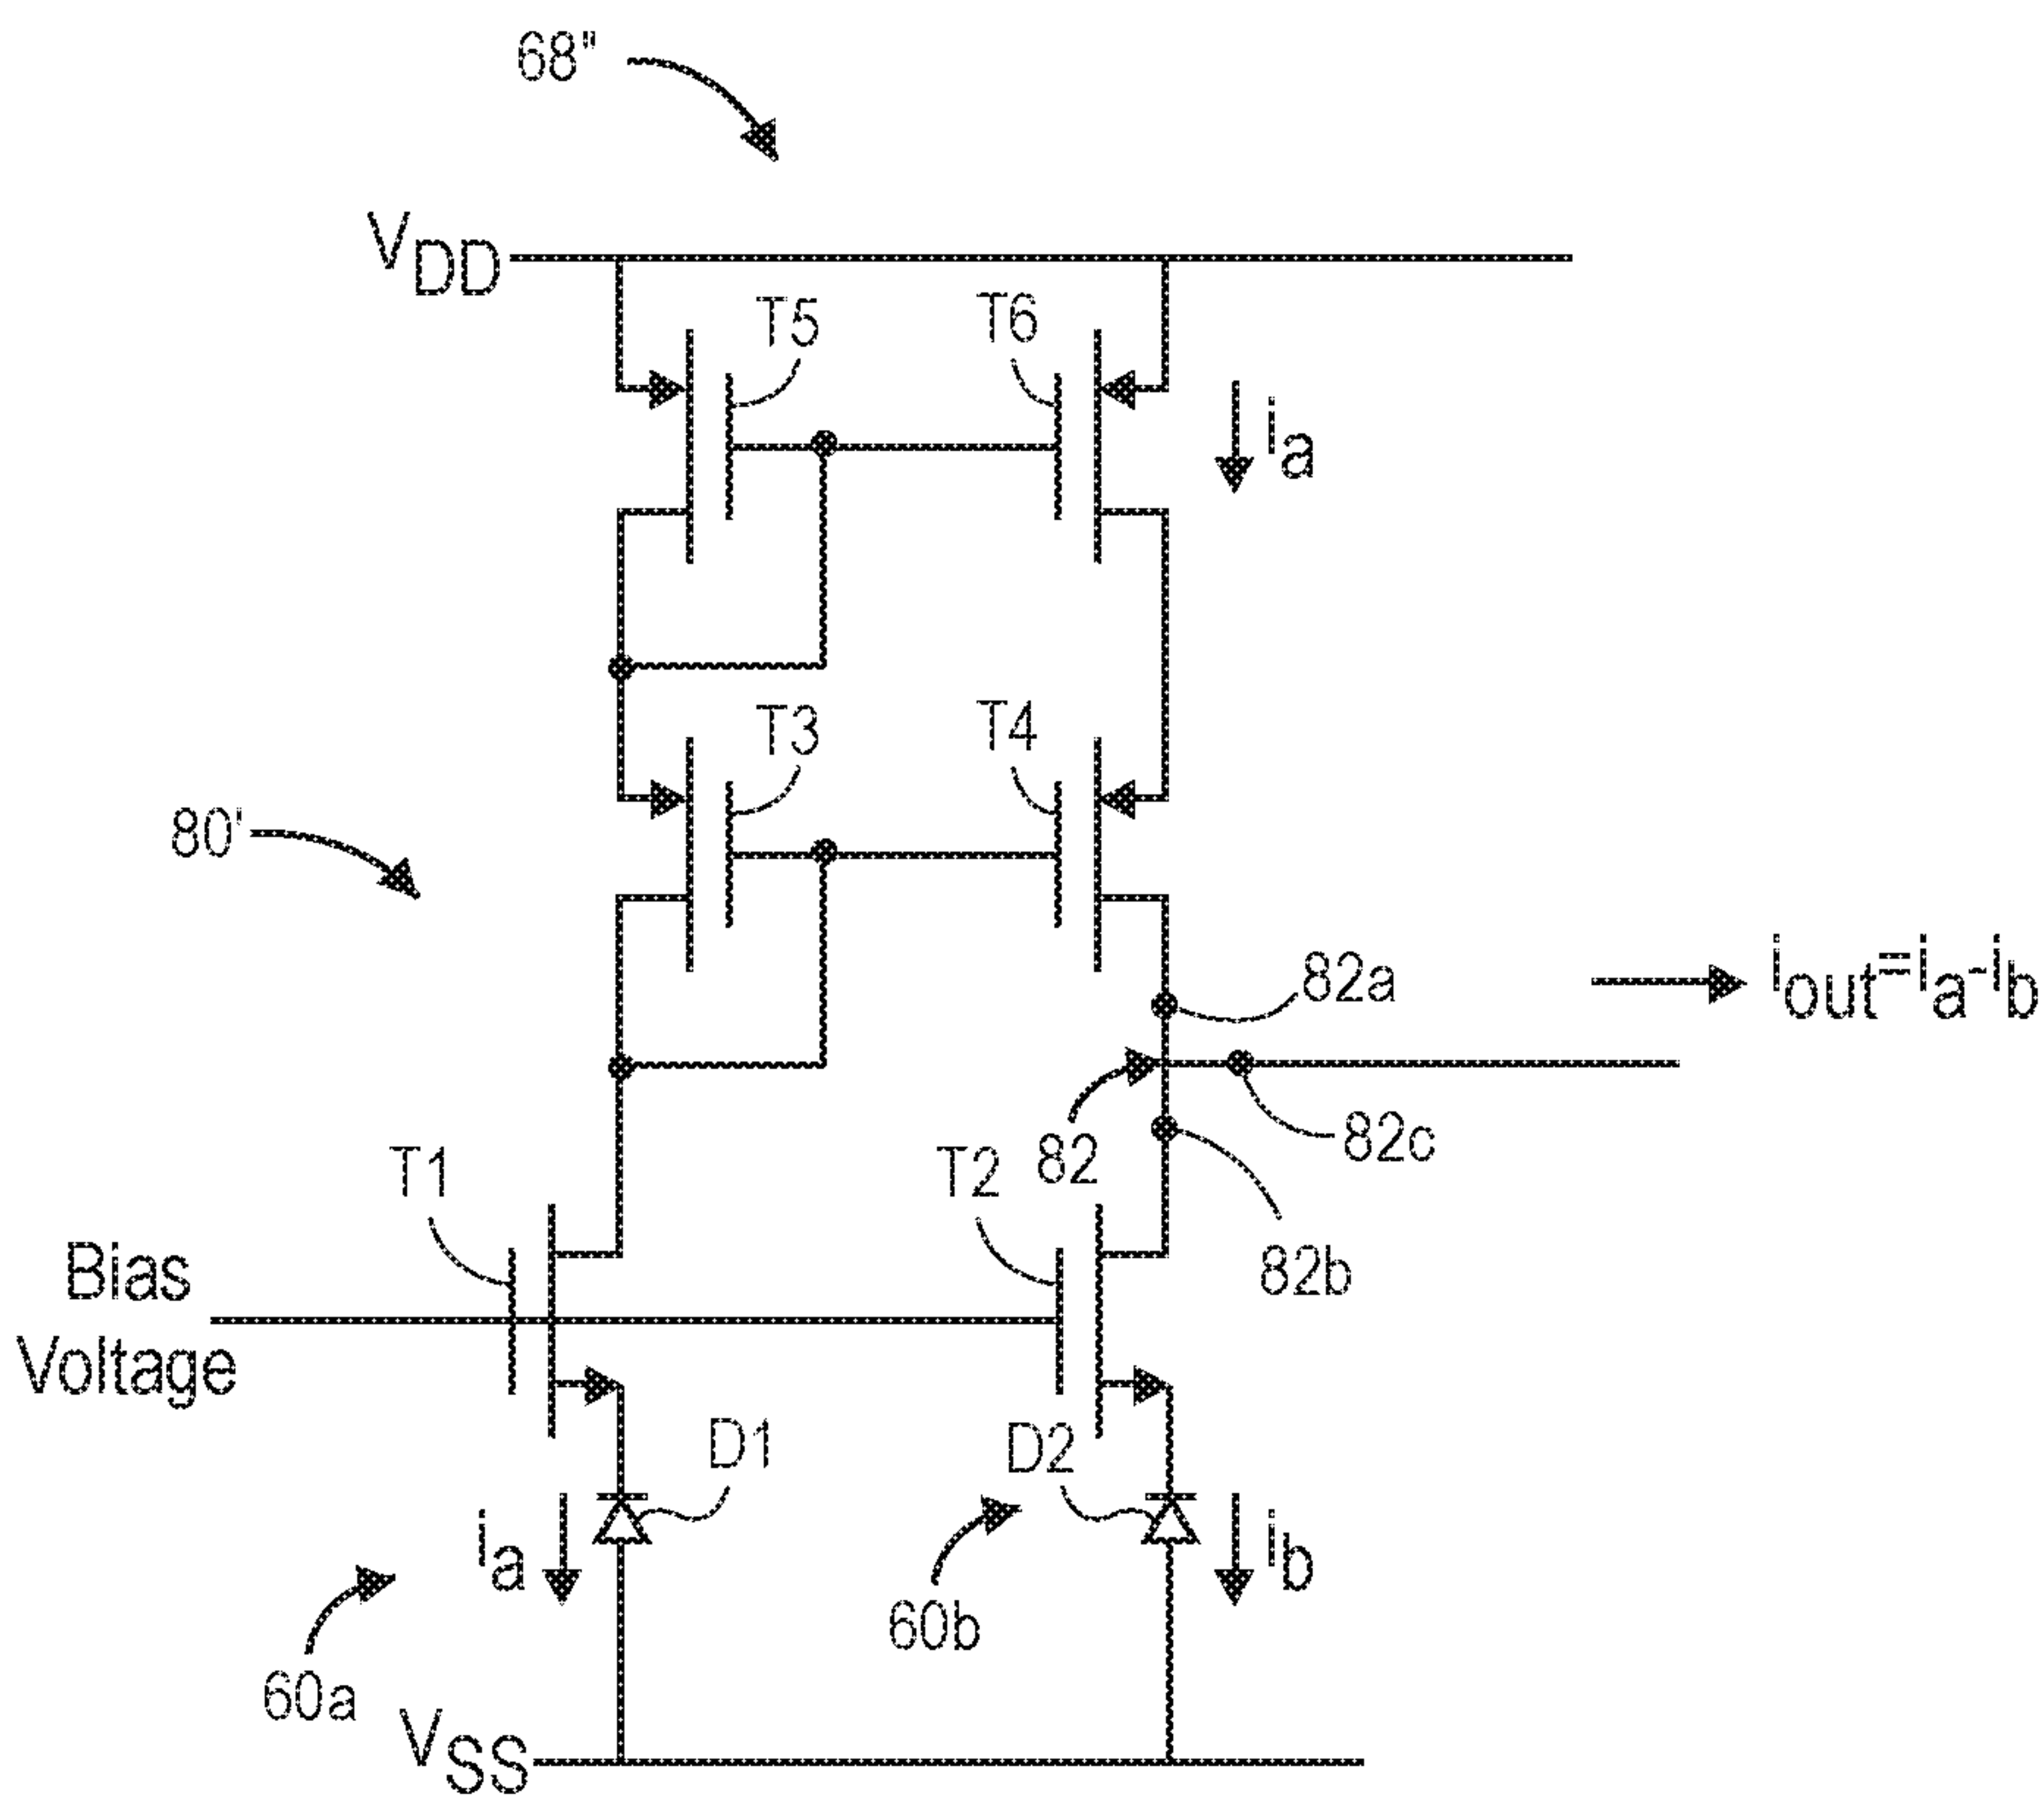 68"
VDD
T5
T6
ia
T3
T4
80'
82a
iout=ia-ib
82
82c
T1
T2
82b
Bias
Voltage
D1
D2
ia
ib
60b
60a
VSS